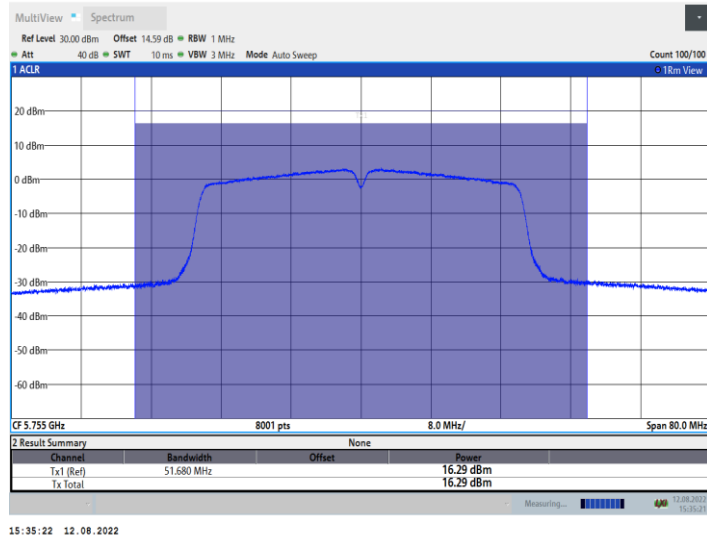 MultiView Spectrum
Ref Level 30.00 dBm Offset 14.59 dB RBW 1 MHz
Att 40 dB SWT 10 ms VBW 3 MHz Mode Auto Sweep Count 100/100
1 ACLR 1Rm View
20 dBm
10 dBm
0 dBm
-10 dBm
-20 dBm
-30 dBm
-40 dBm
-50 dBm
-60 dBm
CF 5.755 GHz 8001 pts 8.0 MHz/ Span 80.0 MHz
2 Result Summary None
Channel Bandwidth Offset Power
Tx1 (Ref) 51.680 MHz 16.29 dBm
Tx Total 16.29 dBm
Measuring... 12.08.2022
15:35:21
15:35:22 12.08.2022